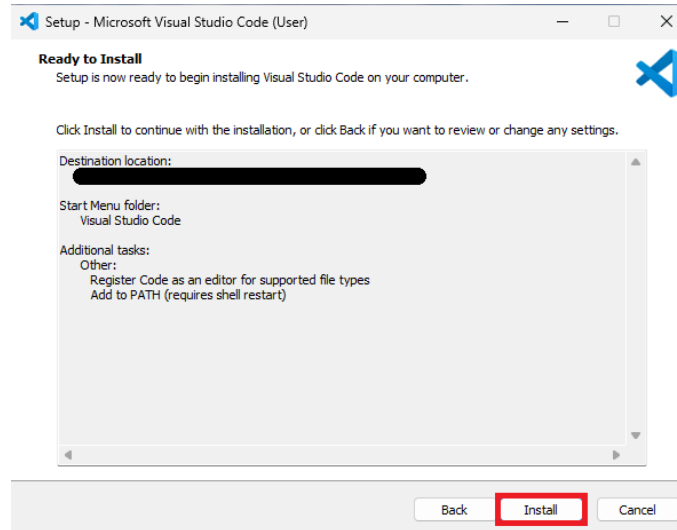 Setup - Microsoft Visual Studio Code (User)
Ready to Install
Setup is now ready to begin installing Visual Studio Code on your computer.
Click Install to continue with the installation, or click Back if you want to review or change any settings.
Destination location:
Start Menu folder:
Visual Studio Code
Additional tasks:
Other:
Register Code as an editor for supported file types
Add to PATH (requires shell restart)
Back Install Cancel